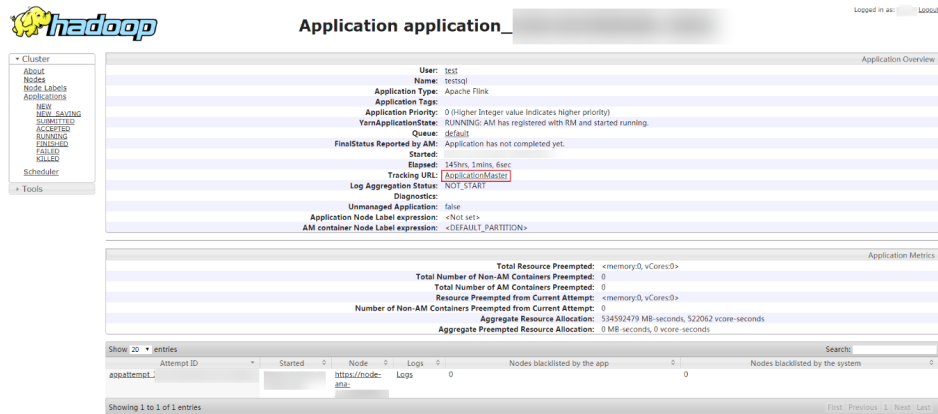 Logged in as: Logout
hadoop
Application application_
Cluster
About
Nodes
Node Labels
Applications
NEW
NEW_SAVING
SUBMITTED
ACCEPTED
RUNNING
FINISHED
FAILED
KILLED
Scheduler
Tools
Application Overview
User: test
Name: testsql
Application Type: Apache Flink
Application Tags:
Application Priority: 0 (Higher Integer value indicates higher priority)
YarnApplicationState: RUNNING: AM has registered with RM and started running.
Queue: default
FinalStatus Reported by AM: Application has not completed yet.
Started:
Elapsed: 145hrs, 1mins, 6sec
Tracking URL: ApplicationMaster
Log Aggregation Status: NOT_START
Diagnostics:
Unmanaged Application: false
Application Node Label expression: <Not set>
AM container Node Label expression: <DEFAULT_PARTITION>
Application Metrics
Total Resource Preempted: <memory:0, vCores:0>
Total Number of Non-AM Containers Preempted: 0
Total Number of AM Containers Preempted: 0
Resource Preempted from Current Attempt: <memory:0, vCores:0>
Number of Non-AM Containers Preempted from Current Attempt: 0
Aggregate Resource Allocation: 534592479 MB-seconds, 522062 vcore-seconds
Aggregate Preempted Resource Allocation: 0 MB-seconds, 0 vcore-seconds
Show 20 entries Search:
Attempt ID Started Node Logs Nodes blacklisted by the app Nodes blacklisted by the system
appattempt_ https://node- Logs 0 0
ana-
Showing 1 to 1 of 1 entries First Previous 1 Next Last